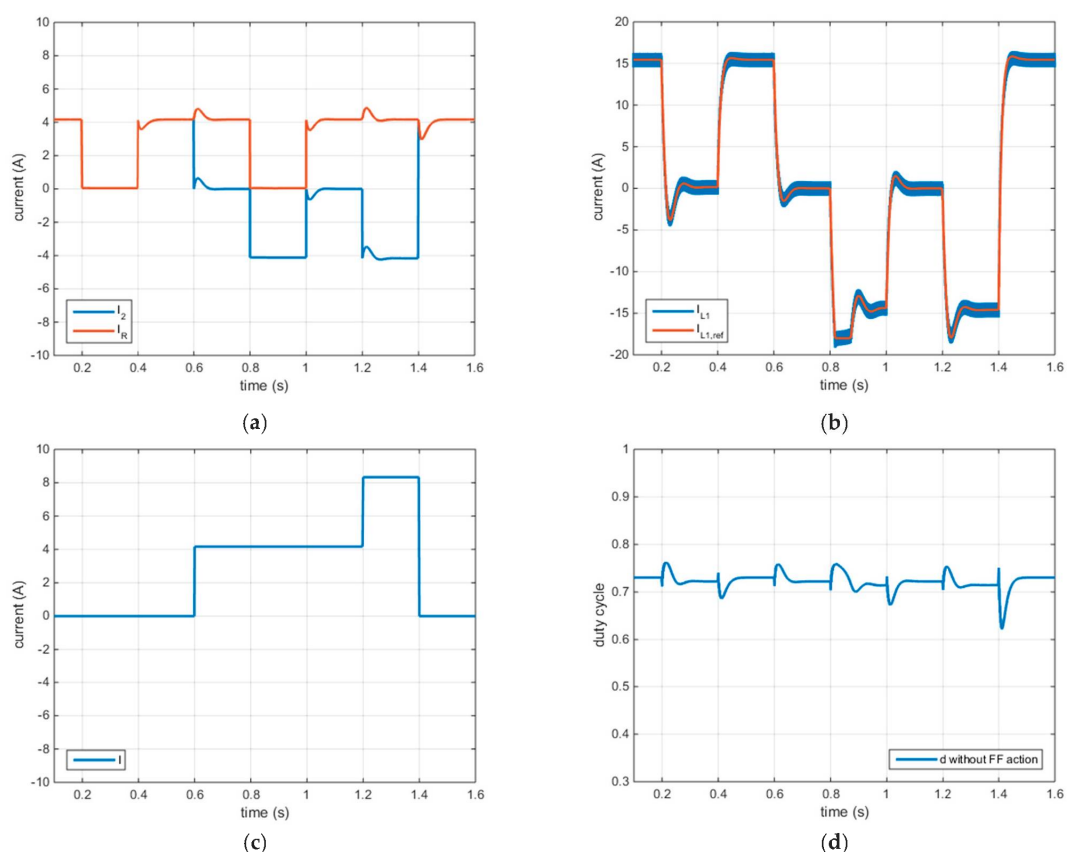 10
8
6
4
2
0
-2
-4
-6
-8
-10
current (A)
I2
IR
0.2 0.4 0.6 0.8 1 1.2 1.4 1.6
time (s)
(a)
20
15
10
5
0
-5
-10
-15
-20
current (A)
IL1
IL1,ref
0.2 0.4 0.6 0.8 1 1.2 1.4 1.6
time (s)
(b)
10
8
6
4
2
0
-2
-4
-6
-8
-10
current (A)
I
0.2 0.4 0.6 0.8 1 1.2 1.4 1.6
time (s)
(c)
1
0.9
0.8
0.7
0.6
0.5
0.4
0.3
duty cycle
d without FF action
0.2 0.4 0.6 0.8 1 1.2 1.4 1.6
time (s)
(d)